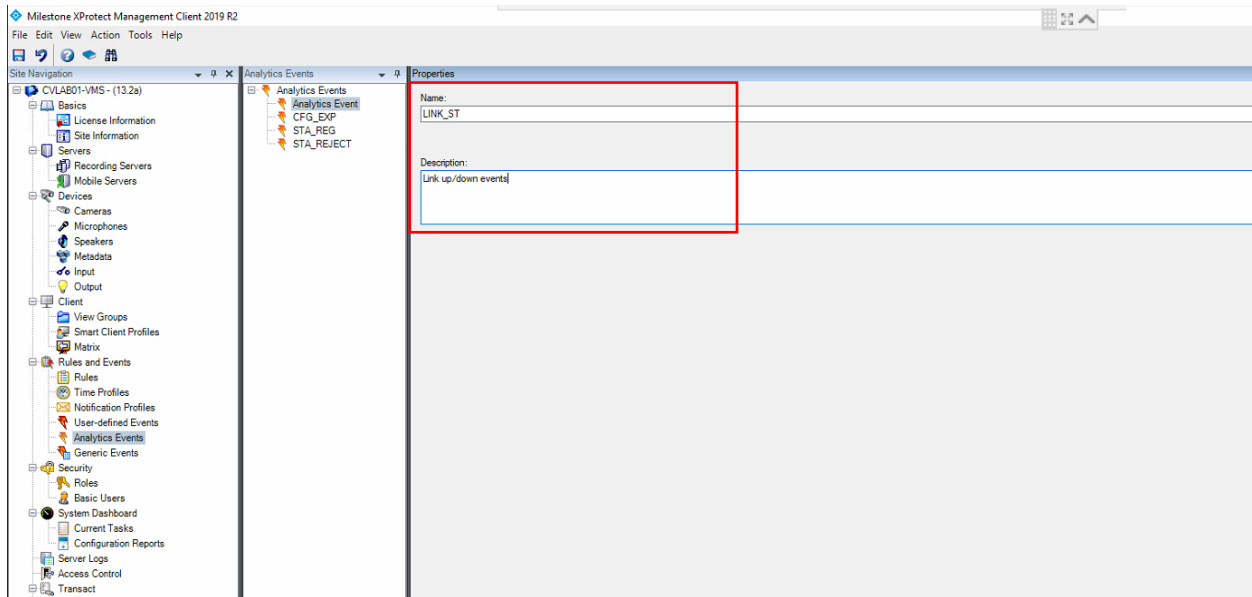 Milestone XProtect Management Client 2019 R2
File Edit View Action Tools Help
Site Navigation
CVLAB01-VMS - (13.2a)
Basics
License Information
Site Information
Servers
Recording Servers
Mobile Servers
Devices
Cameras
Microphones
Speakers
Metadata
Input
Output
Client
View Groups
Smart Client Profiles
Matrix
Rules and Events
Rules
Time Profiles
Notification Profiles
User-defined Events
Analytics Events
Generic Events
Security
Roles
Basic Users
System Dashboard
Current Tasks
Configuration Reports
Server Logs
Access Control
Transact
Analytics Events
Analytics Events
Analytics Event
CFG_EXP
STA_REG
STA_REJECT
Properties
Name:
LINK_ST
Description:
Link up/down events